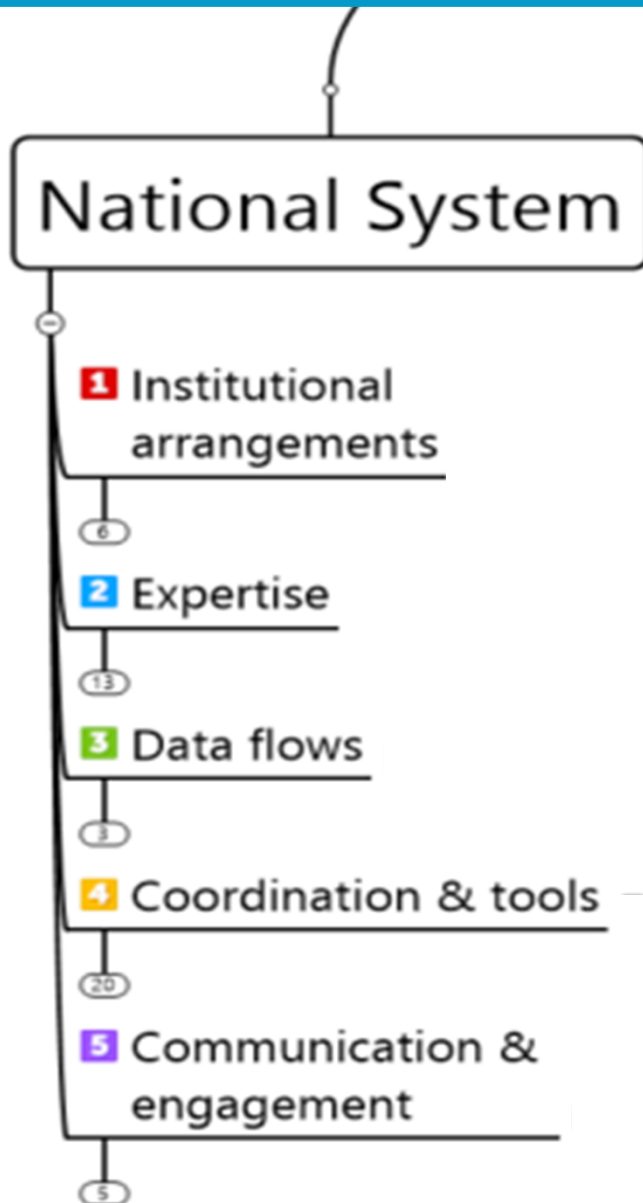 National System
1 Institutional
arrangements
6
2 Expertise
13
3 Data flows
3
4 Coordination & tools
20
5 Communication &
engagement
5